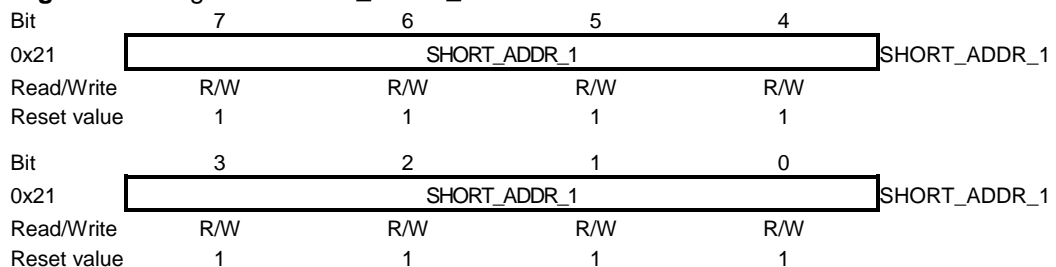 Bit 7 6 5 4
0x21 SHORT_ADDR_1 SHORT_ADDR_1
Read/Write R/W R/W R/W R/W
Reset value 1 1 1 1
Bit 3 2 1 0
0x21 SHORT_ADDR_1 SHORT_ADDR_1
Read/Write R/W R/W R/W R/W
Reset value 1 1 1 1